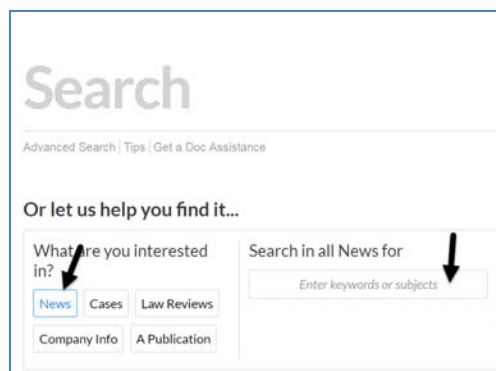 Search
Advanced Search | Tips | Get a Doc Assistance
Or let us help you find it...
What are you interested
in?
News Cases Law Reviews
Company Info A Publication
Search in all News for
Enter keywords or subjects